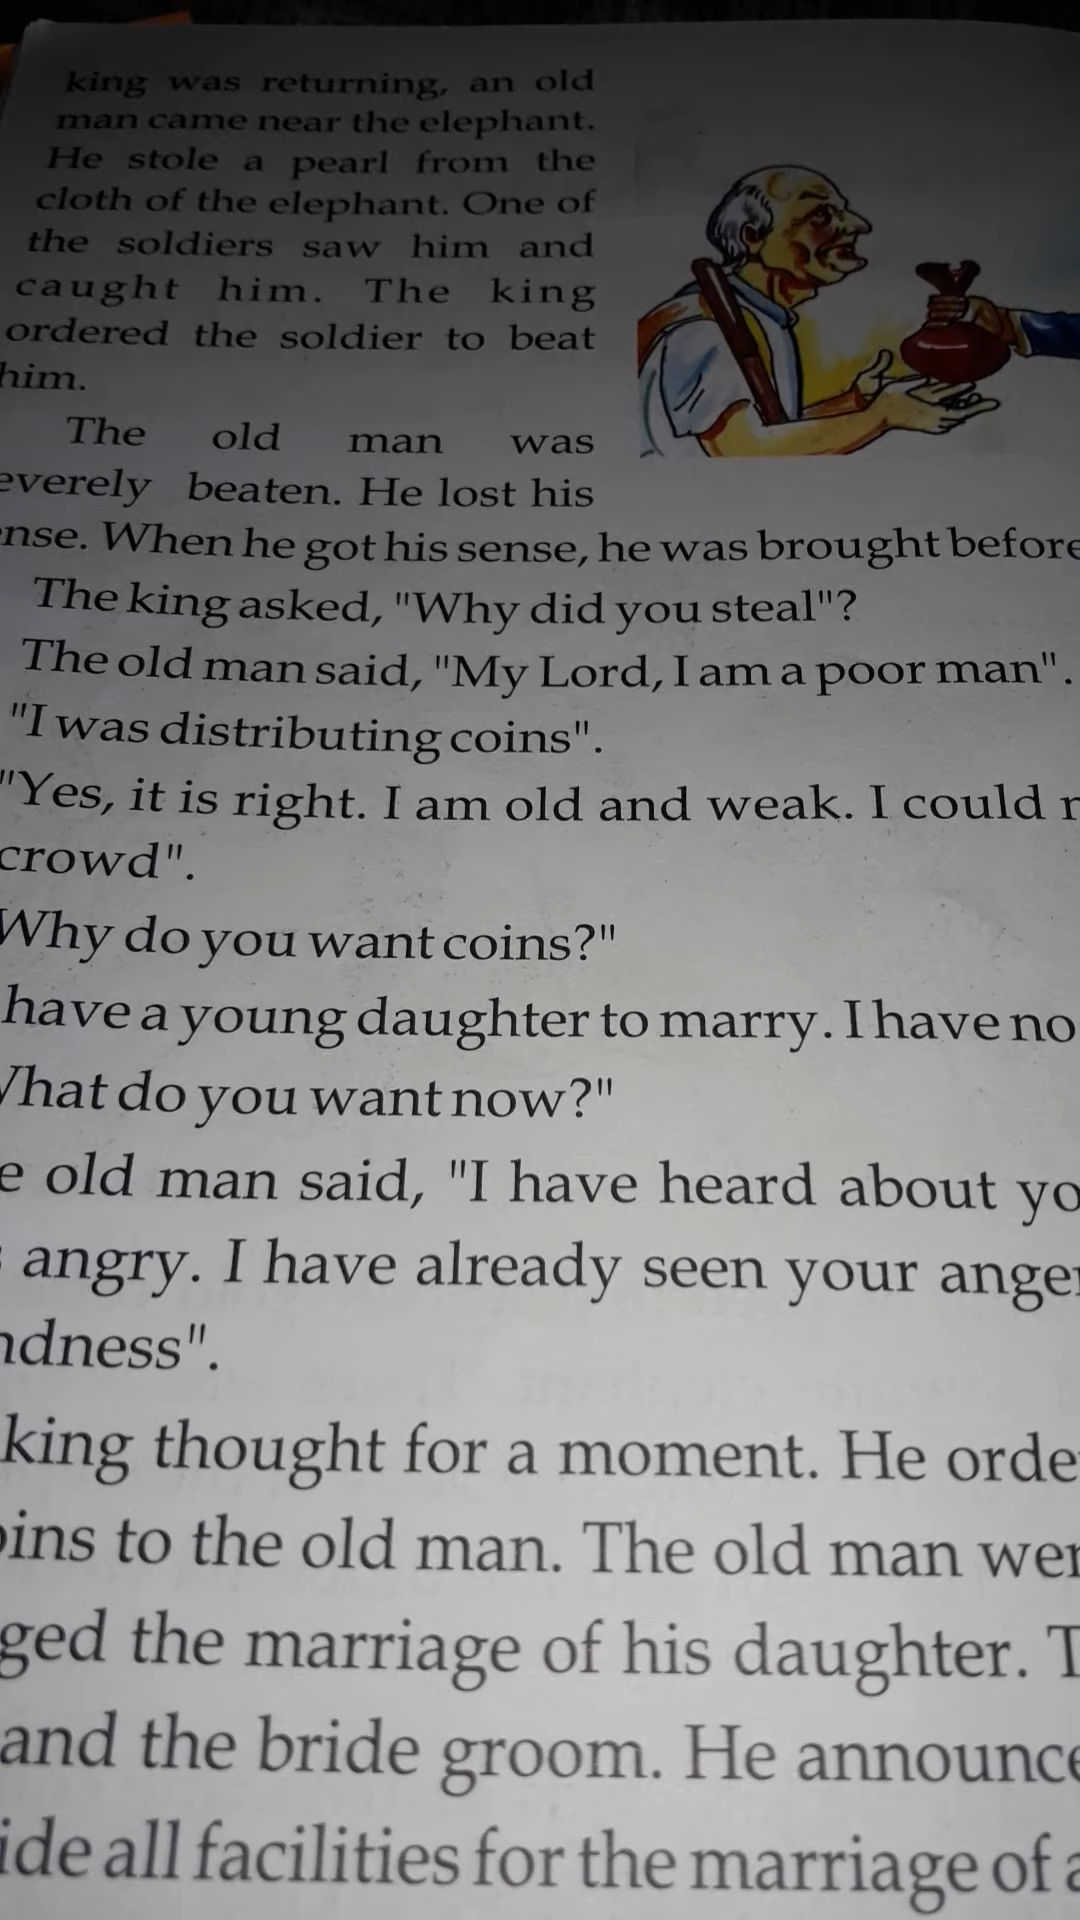 king was returning, an old
man came near the elephant.
He stole a pearl from the
cloth of the elephant. One of
the soldiers saw him and
caught him. The king
ordered the soldier to beat
him.
The old man was
everely beaten. He lost his
nse. When he got his sense, he was brought before
The king asked, "Why did you steal"?
The old man said, "My Lord, I am a poor man".
"I was distributing coins".
"Yes, it is right. I am old and weak. I could
crowd".
Why do you want coins?"
have a young daughter to marry. I have no
What do you want now?"
e old man said, "I have heard about yo
angry. I have already seen your anger
ndness".
king thought for a moment. He orde
oins to the old man. The old man wen
ged the marriage of his daughter. T
and the bride groom. He announce
ide all facilities for the marriage of a